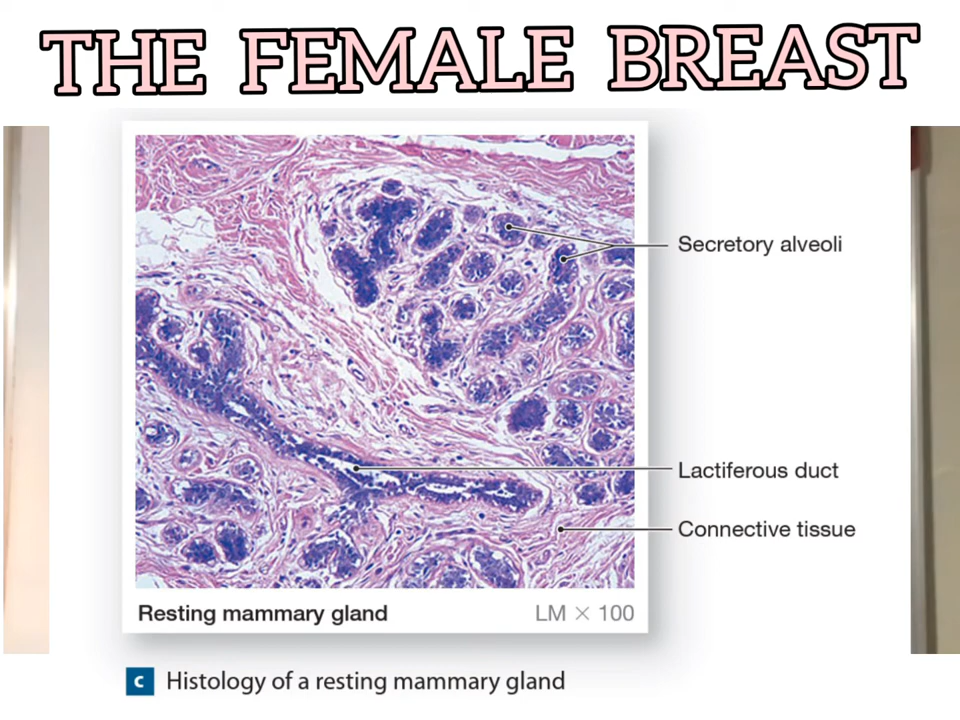 THE FEMALE BREAST
Secretory alveoli
Lactiferous duct
Connective tissue
Resting mammary gland LM × 100
c Histology of a resting mammary gland